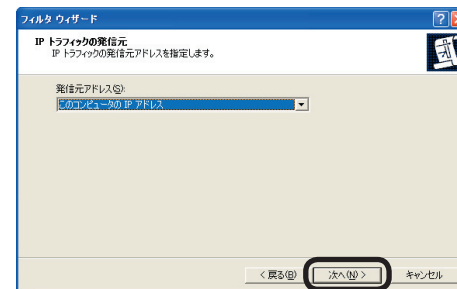 フィルタ ウィザード
IP トラフィックの発信元
IP トラフィックの発信元アドレスを指定します。
発信元アドレス(S):
このコンピュータの IP アドレス
< 戻る(B)
次へ(N) >
キャンセル